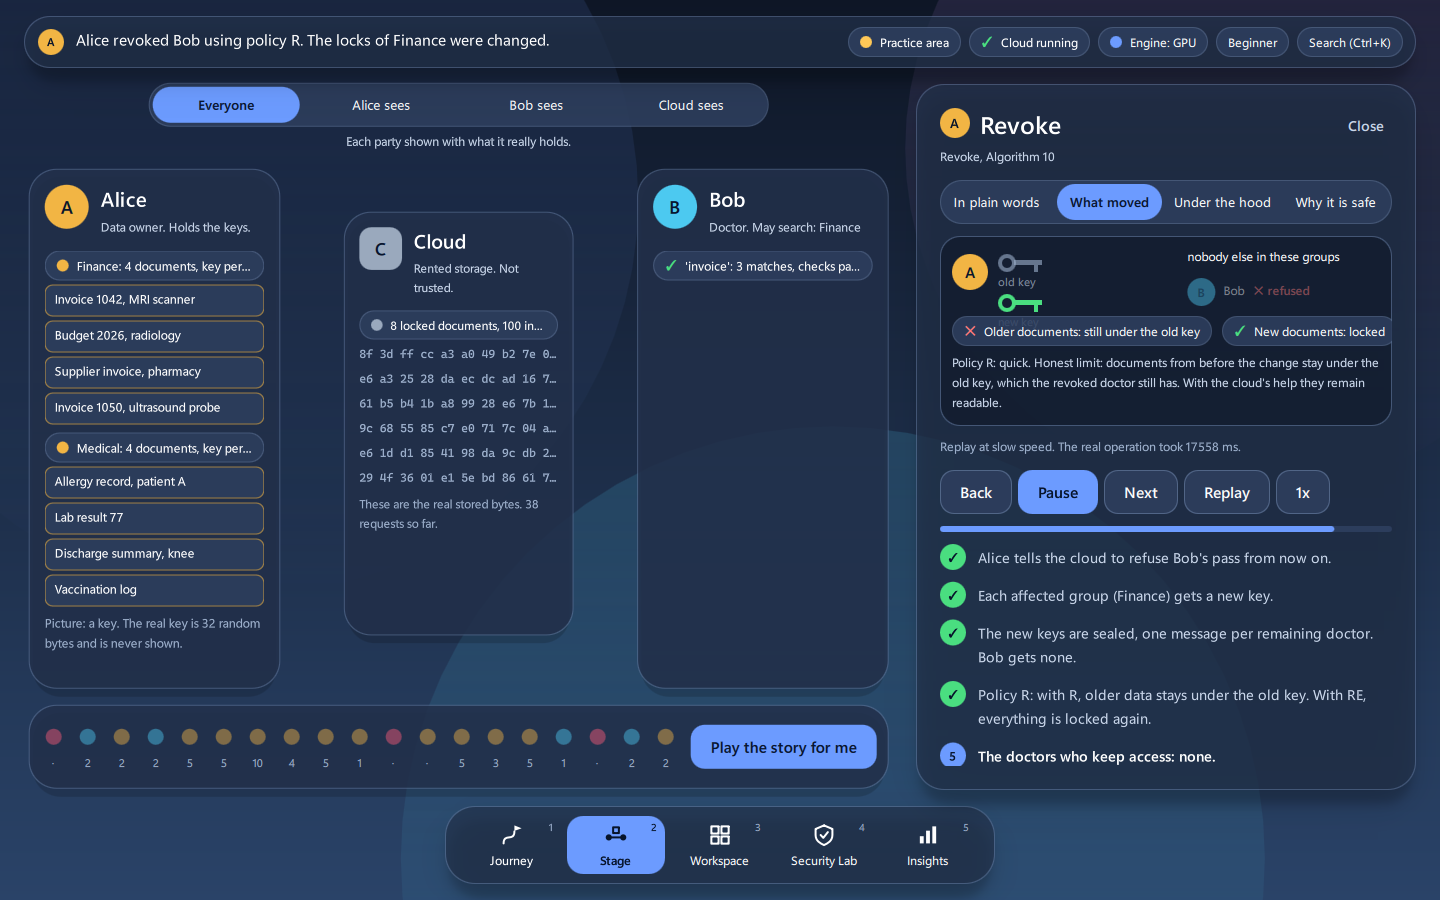 A Alice revoked Bob using policy R. The locks of Finance were changed.
Practice area
✓ Cloud running
Engine: GPU
Beginner
Search (Ctrl+K)
Everyone
Alice sees
Bob sees
Cloud sees
Each party shown with what it really holds.
A Alice
Data owner. Holds the keys.
Finance: 4 documents, key per...
Invoice 1042, MRI scanner
Budget 2026, radiology
Supplier invoice, pharmacy
Invoice 1050, ultrasound probe
Medical: 4 documents, key per...
Allergy record, patient A
Lab result 77
Discharge summary, knee
Vaccination log
Picture: a key. The real key is 32 random
bytes and is never shown.
C Cloud
Rented storage. Not
trusted.
8 locked documents, 100 in...
8f 3d ff cc a3 a0 49 b2 7e 0…
e6 a3 25 28 da ec dc ad 16 7…
61 b5 b4 1b a8 99 28 e6 7b 1…
9c 68 55 85 c7 e0 71 7c 04 a…
e6 1d d1 85 41 98 da 9c db 2…
29 4f 36 01 e1 5e bd 86 61 7…
These are the real stored bytes. 38
requests so far.
B Bob
Doctor. May search: Finance
✓ 'invoice': 3 matches, checks pa...
· 2 2 2 5 5 10 4 5 1 · · 5 3 5 1 · 2 2
Play the story for me
A Revoke
Close
Revoke, Algorithm 10
In plain words
What moved
Under the hood
Why it is safe
A
old key
nobody else in these groups
B Bob ✕ refused
✕ Older documents: still under the old key
✓ New documents: locked
Policy R: quick. Honest limit: documents from before the change stay under the
old key, which the revoked doctor still has. With the cloud's help they remain
readable.
Replay at slow speed. The real operation took 17558 ms.
Back
Pause
Next
Replay
1x
✓ Alice tells the cloud to refuse Bob's pass from now on.
✓ Each affected group (Finance) gets a new key.
✓ The new keys are sealed, one message per remaining doctor.
Bob gets none.
✓ Policy R: with R, older data stays under the old key. With RE,
everything is locked again.
5 The doctors who keep access: none.
Journey 1
Stage 2
Workspace 3
Security Lab 4
Insights 5